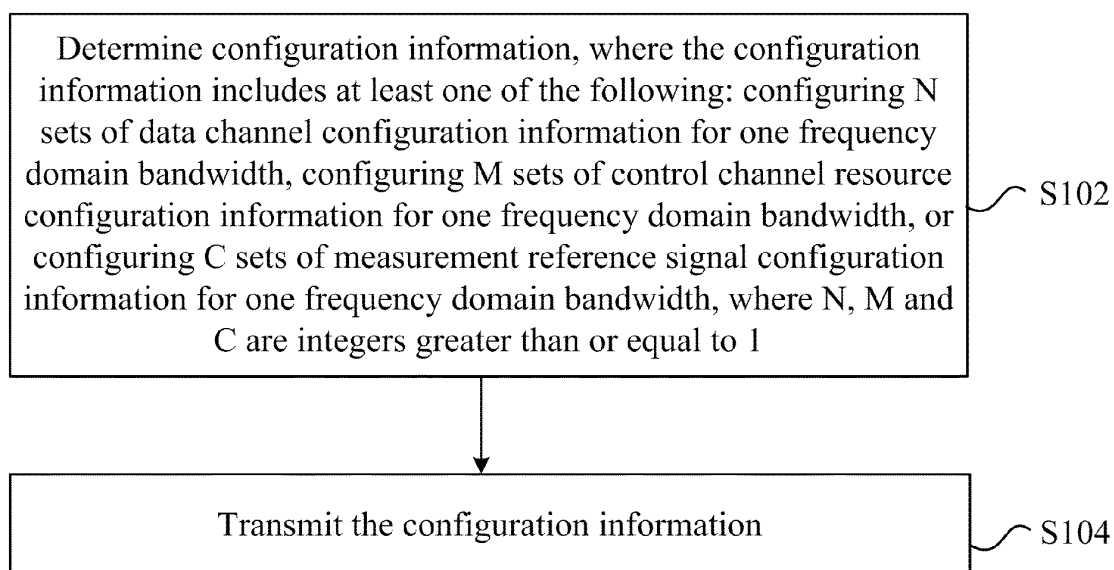 Determine configuration information, where the configuration
information includes at least one of the following: configuring N
sets of data channel configuration information for one frequency
domain bandwidth, configuring M sets of control channel resource
configuration information for one frequency domain bandwidth, or
configuring C sets of measurement reference signal configuration
information for one frequency domain bandwidth, where N, M and
C are integers greater than or equal to 1
S102
Transmit the configuration information
S104